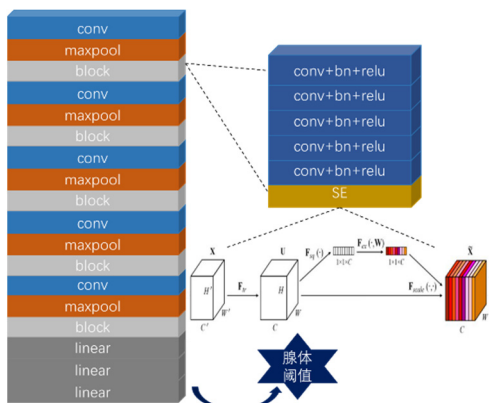 conv
maxpool
block
conv
maxpool
block
conv
maxpool
block
conv
maxpool
block
conv
maxpool
block
linear
linear
linear
conv+bn+relu
conv+bn+relu
conv+bn+relu
conv+bn+relu
conv+bn+relu
SE
X
H'
W'
C'
F_tr
U
H
W
C
F_sq(·)
1×1×C
F_ex(·,W)
1×1×C
F_scale(·,·)
X̃
H
W
C
腺体
阈值